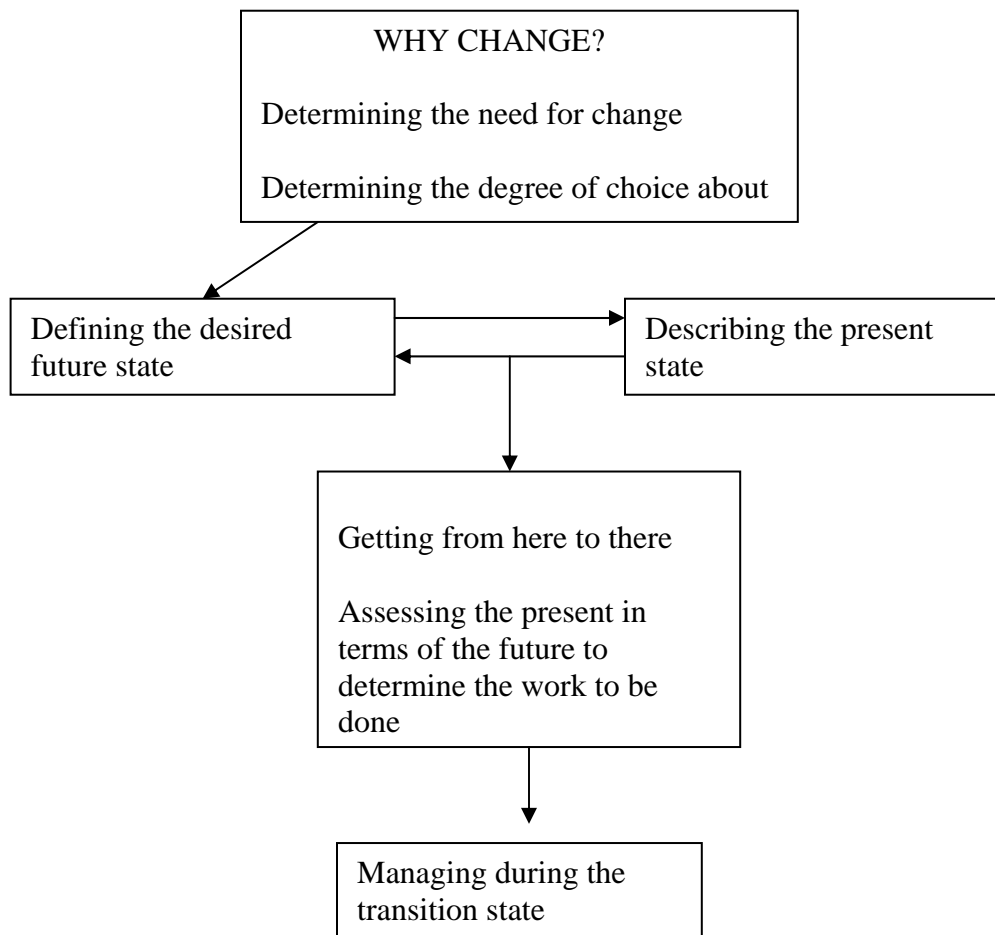 WHY CHANGE?
Determining the need for change
Determining the degree of choice about
Defining the desired
future state
Describing the present
state
Getting from here to there
Assessing the present in
terms of the future to
determine the work to be
done
Managing during the
transition state